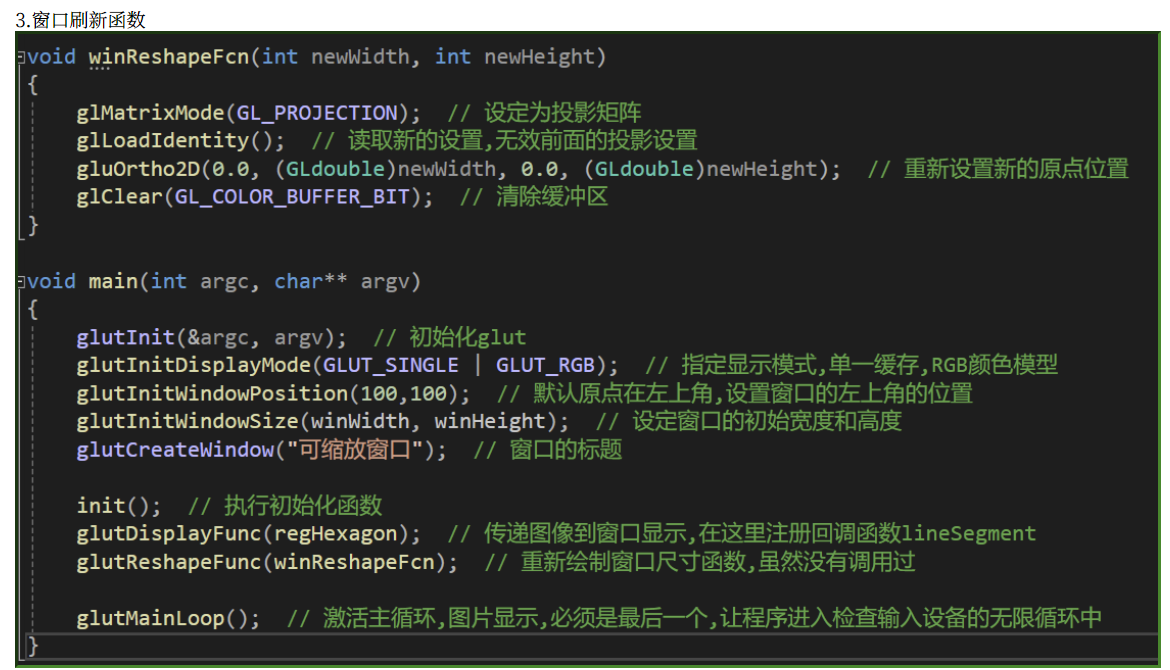 3.窗口刷新函数
void winReshapeFcn(int newWidth, int newHeight)
{
glMatrixMode(GL_PROJECTION); // 设定为投影矩阵
glLoadIdentity(); // 读取新的设置,无效前面的投影设置
gluOrtho2D(0.0, (GLdouble)newWidth, 0.0, (GLdouble)newHeight); // 重新设置新的原点位置
glClear(GL_COLOR_BUFFER_BIT); // 清除缓冲区
}
void main(int argc, char** argv)
{
glutInit(&argc, argv); // 初始化glut
glutInitDisplayMode(GLUT_SINGLE | GLUT_RGB); // 指定显示模式,单一缓存,RGB颜色模型
glutInitWindowPosition(100,100); // 默认原点在左上角,设置窗口的左上角的位置
glutInitWindowSize(winWidth, winHeight); // 设定窗口的初始宽度和高度
glutCreateWindow("可缩放窗口"); // 窗口的标题
init(); // 执行初始化函数
glutDisplayFunc(regHexagon); // 传递图像到窗口显示,在这里注册回调函数lineSegment
glutReshapeFunc(winReshapeFcn); // 重新绘制窗口尺寸函数,虽然没有调用过
glutMainLoop(); // 激活主循环,图片显示,必须是最后一个,让程序进入检查输入设备的无限循环中
}